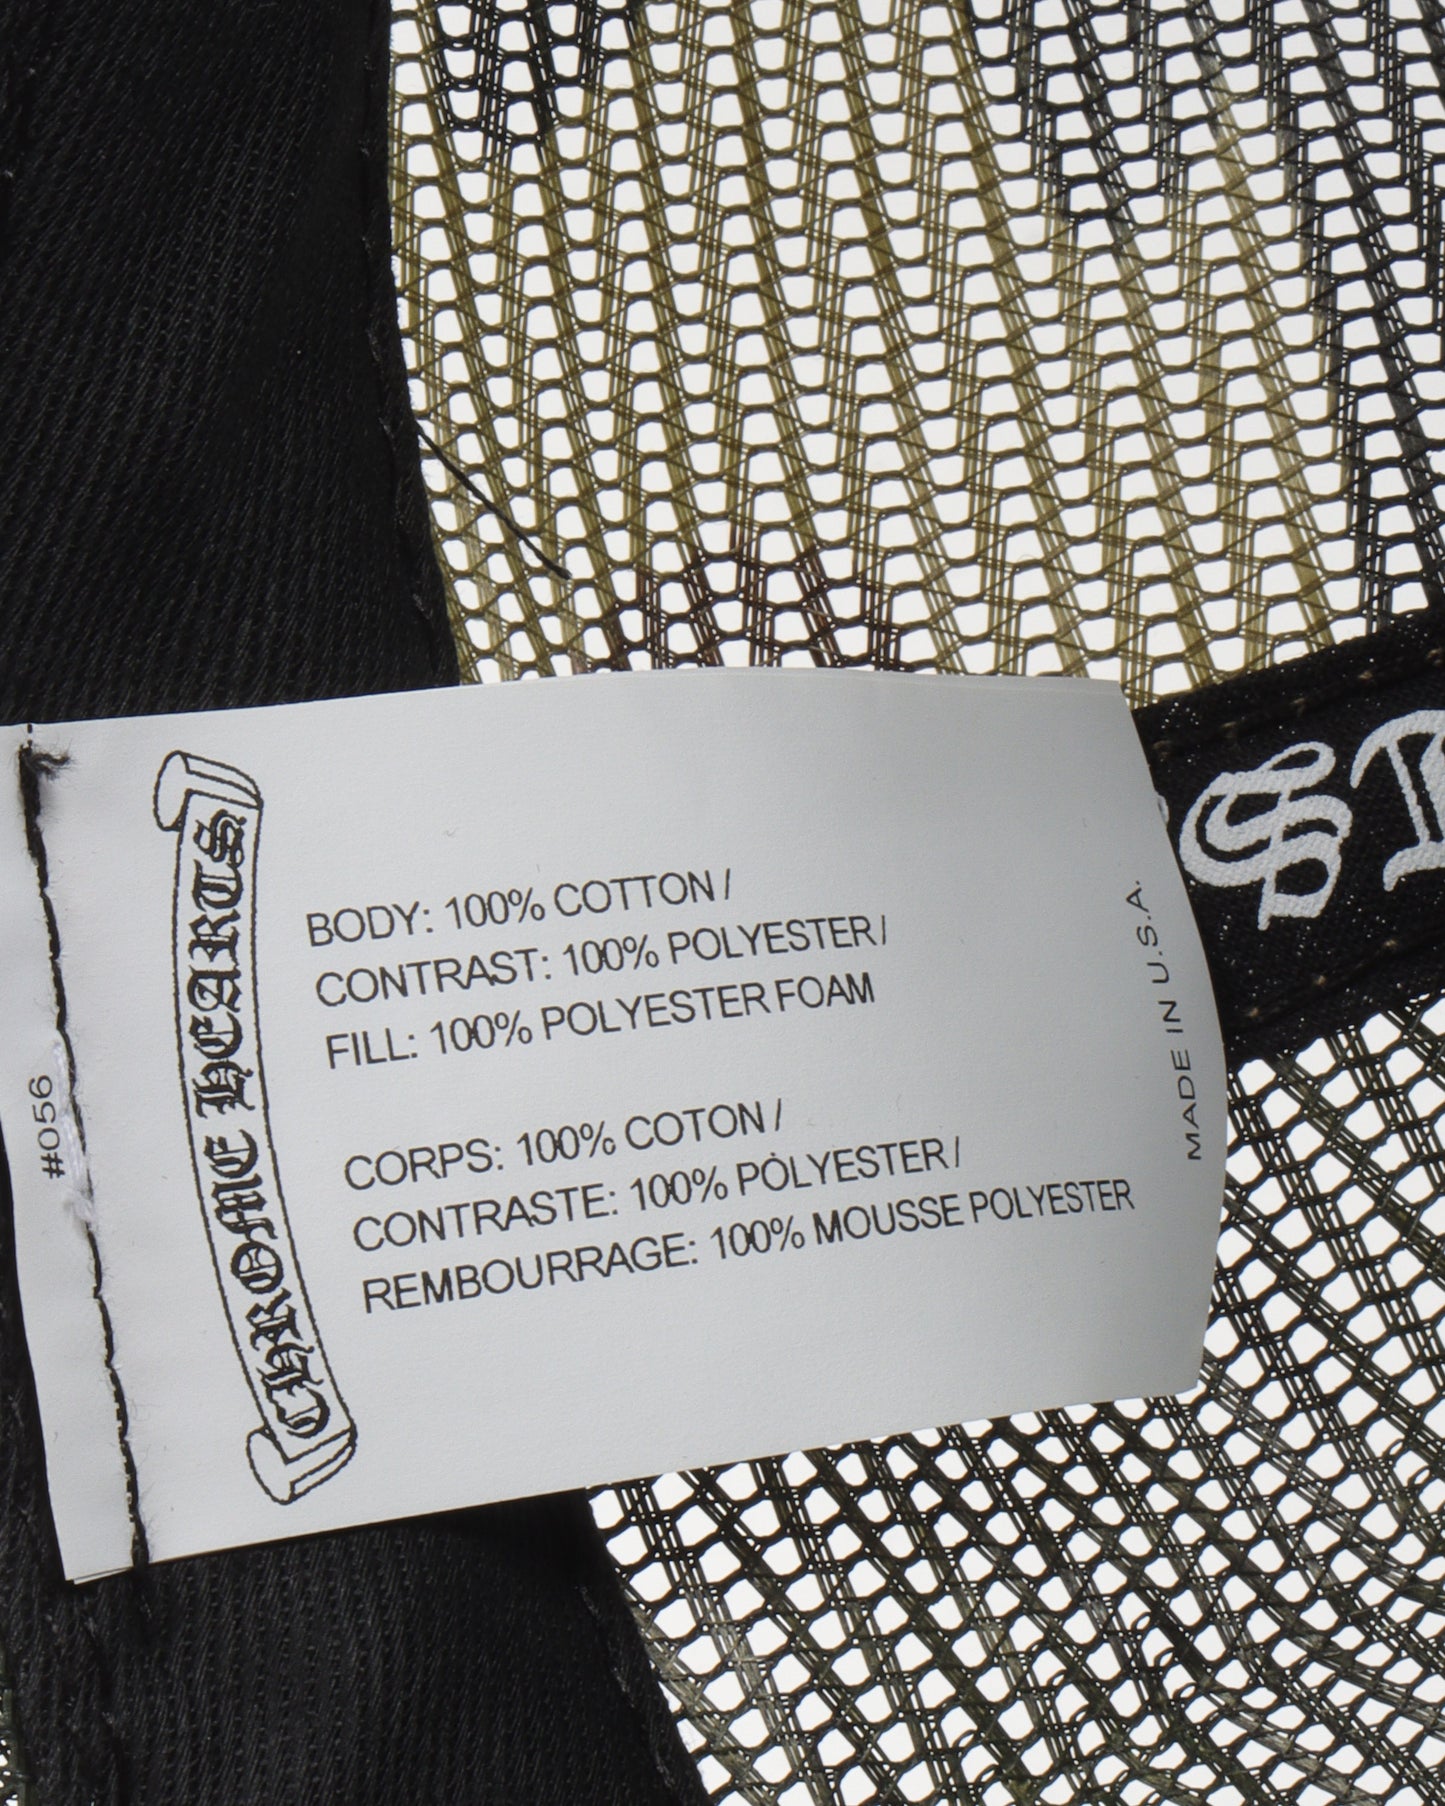 CHROME HEARTS
BODY: 100% COTTON /
CONTRAST: 100% POLYESTER /
FILL: 100% POLYESTER FOAM
CORPS: 100% COTON /
CONTRASTE: 100% POLYESTER /
REMBOURRAGE: 100% MOUSSE POLYESTER
MADE IN U.S.A.
#056